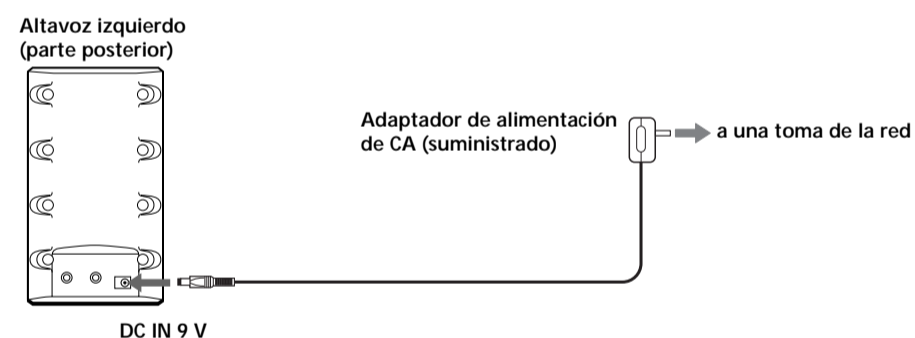 Altavoz izquierdo
(parte posterior)
Adaptador de alimentación
de CA (suministrado)
a una toma de la red
DC IN 9 V